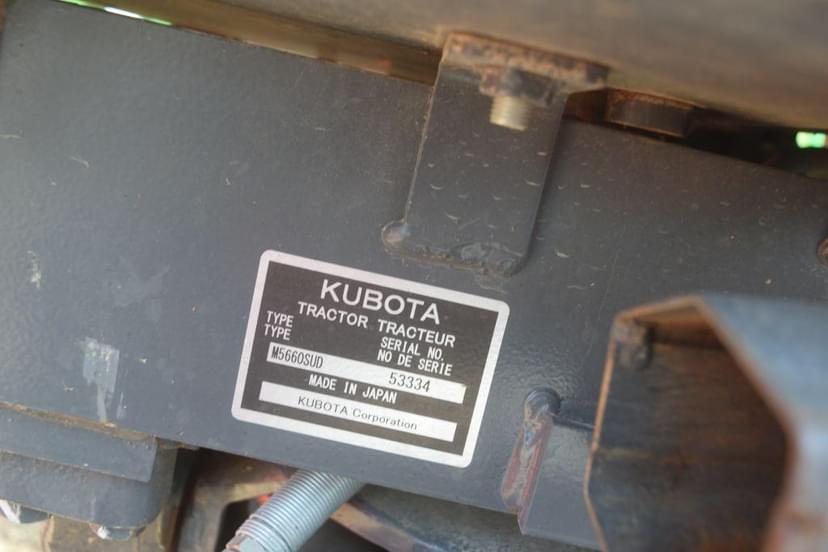 KUBOTA
TRACTOR TRACTEUR
TYPE SERIAL NO.
TYPE NO DE SERIE
M5660SUD 53334
MADE IN JAPAN
KUBOTA Corporation